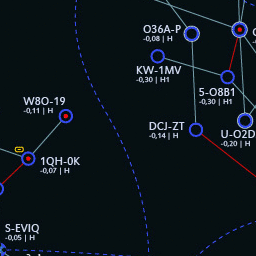 O36A-P
-0,08 | H
KW-1MV
-0,30 | H1
5-O8B1
-0,30 | H1
W8O-19
-0,11 | H
DCJ-ZT
-0,14 | H
U-O2D
-0,20 | H
1QH-0K
-0,07 | H
S-EVIQ
-0,05 | H